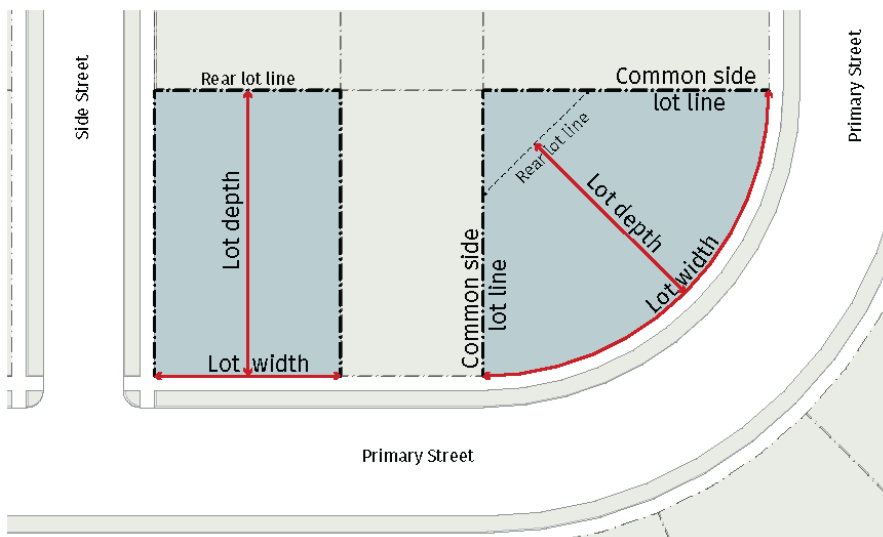 Side Street
Rear lot line
Lot depth
Lot width
Common side
lot line
Rear lot line
Lot depth
Lot width
Common side
lot line
Primary Street
Primary Street